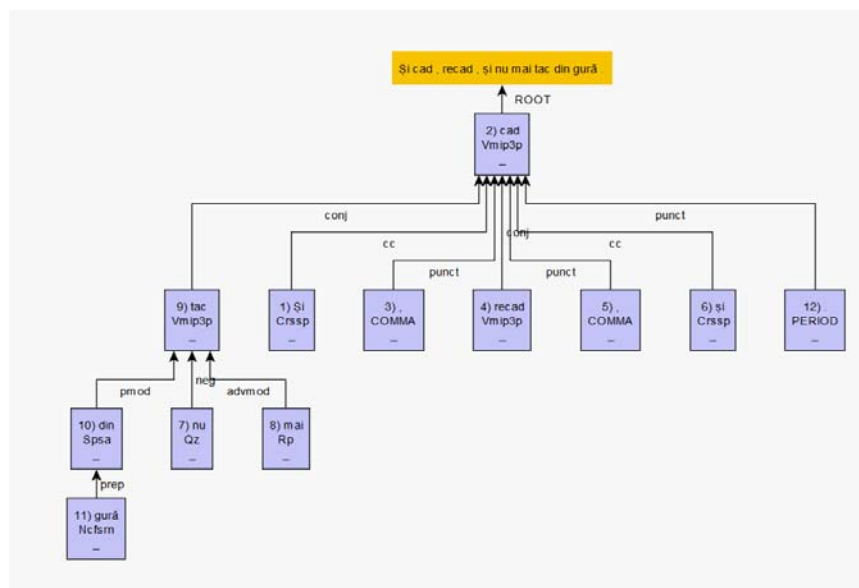 Și cad , recad , și nu mai tac din gură .
ROOT
2) cad
Vmip3p
_
conj
cc
punct
conj
punct
cc
punct
9) tac
Vmip3p
_
1) Și
Crssp
_
3) ,
COMMA
_
4) recad
Vmip3p
_
5) ,
COMMA
_
6) și
Crssp
_
12) .
PERIOD
_
pmod
neg
advmod
10) din
Spsa
_
7) nu
Qz
_
8) mai
Rp
_
prep
11) gură
Ncfsrn
_